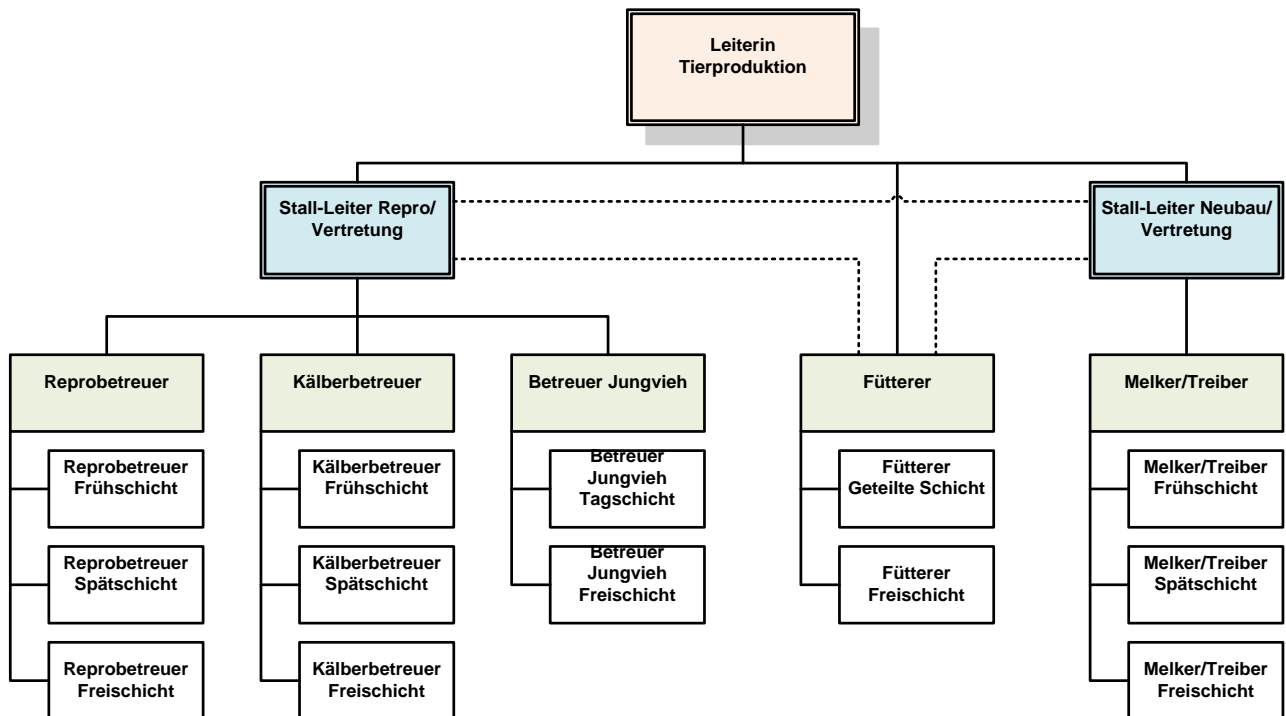 Leiterin
Tierproduktion
Stall-Leiter Repro/
Vertretung
Stall-Leiter Neubau/
Vertretung
Reprobetreuer
Kälberbetreuer
Betreuer Jungvieh
Fütterer
Melker/Treiber
Reprobetreuer
Frühschicht
Kälberbetreuer
Frühschicht
Betreuer
Jungvieh
Tagschicht
Fütterer
Geteilte Schicht
Melker/Treiber
Frühschicht
Reprobetreuer
Spätschicht
Kälberbetreuer
Spätschicht
Betreuer
Jungvieh
Freischicht
Fütterer
Freischicht
Melker/Treiber
Spätschicht
Reprobetreuer
Freischicht
Kälberbetreuer
Freischicht
Melker/Treiber
Freischicht